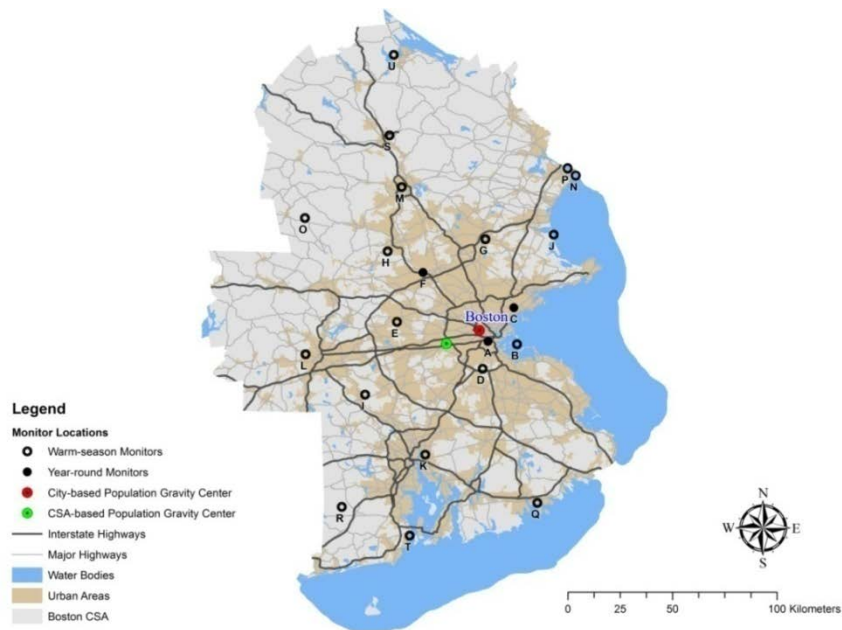 U
S
M
P
N
O
J
G
H
F
C
Boston
E
A
B
L
D
I
K
R
Q
T
Legend
Monitor Locations
Warm-season Monitors
Year-round Monitors
City-based Population Gravity Center
CSA-based Population Gravity Center
Interstate Highways
Major Highways
Water Bodies
Urban Areas
Boston CSA
N
W E
S
0 25 50 100 Kilometers